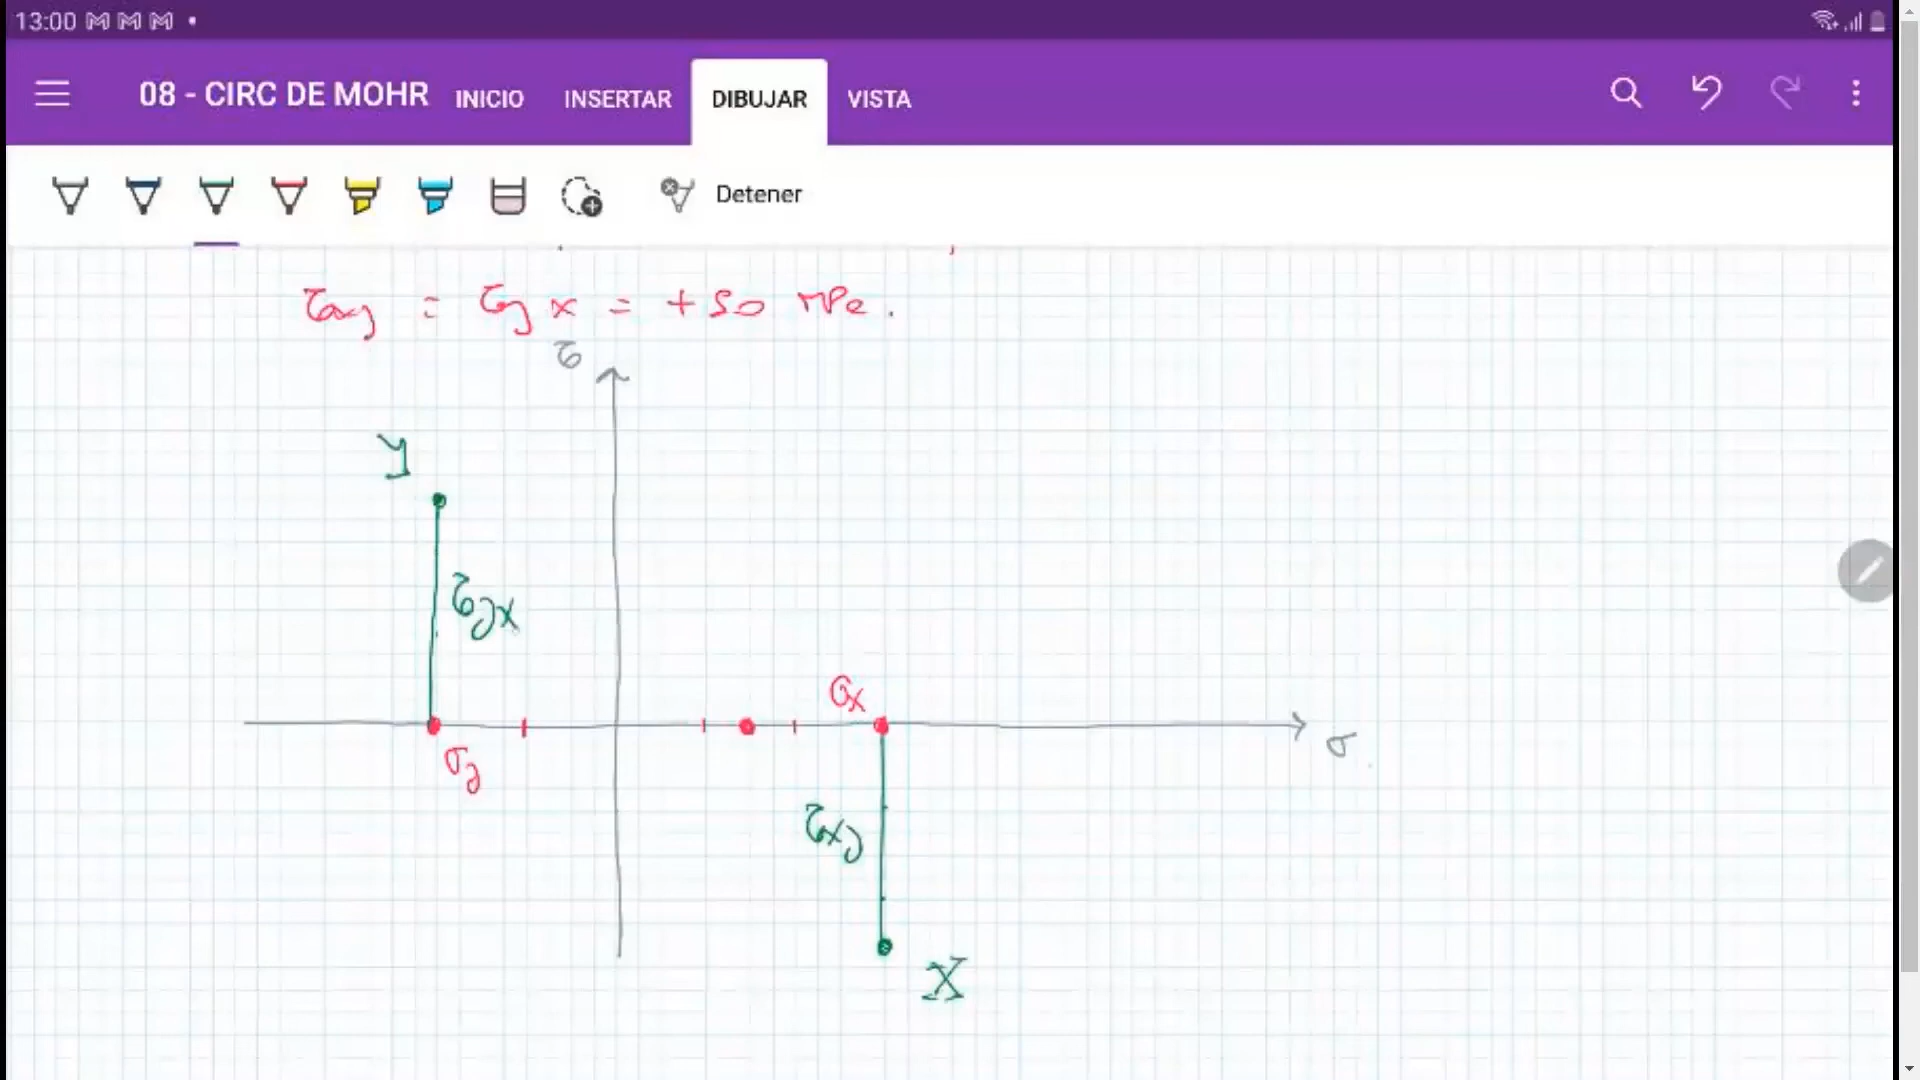 13:00
08 - CIRC DE MOHR INICIO INSERTAR DIBUJAR VISTA
Detener
τxy = τyx = +50 MPa.
τ
y
τyx
σx
σy
σ
τxy
X